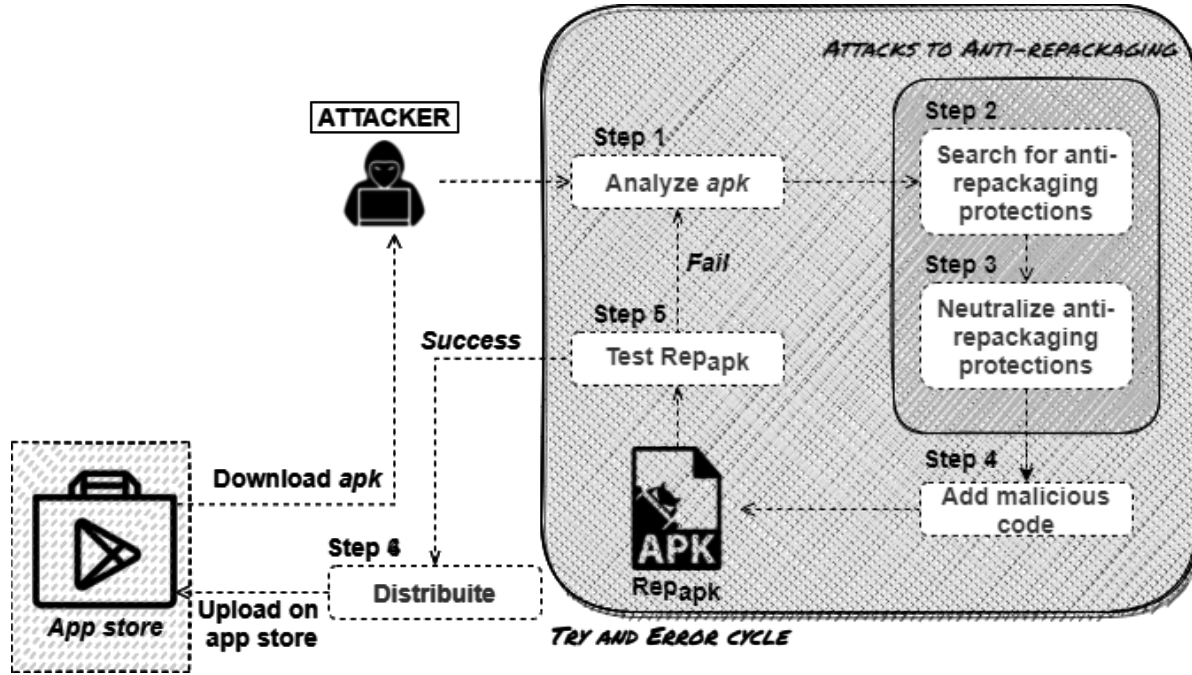 ATTACKS TO ANTI-REPACKAGING
ATTACKER
Step 1
Analyze apk
Step 2
Search for anti-
repackaging
protections
Step 3
Neutralize anti-
repackaging
protections
Fail
Step 5
Test Repapk
Success
Step 4
Add malicious
code
APK
Repapk
Download apk
App store
Step 6
Distribuite
Upload on
app store
TRY AND ERROR CYCLE